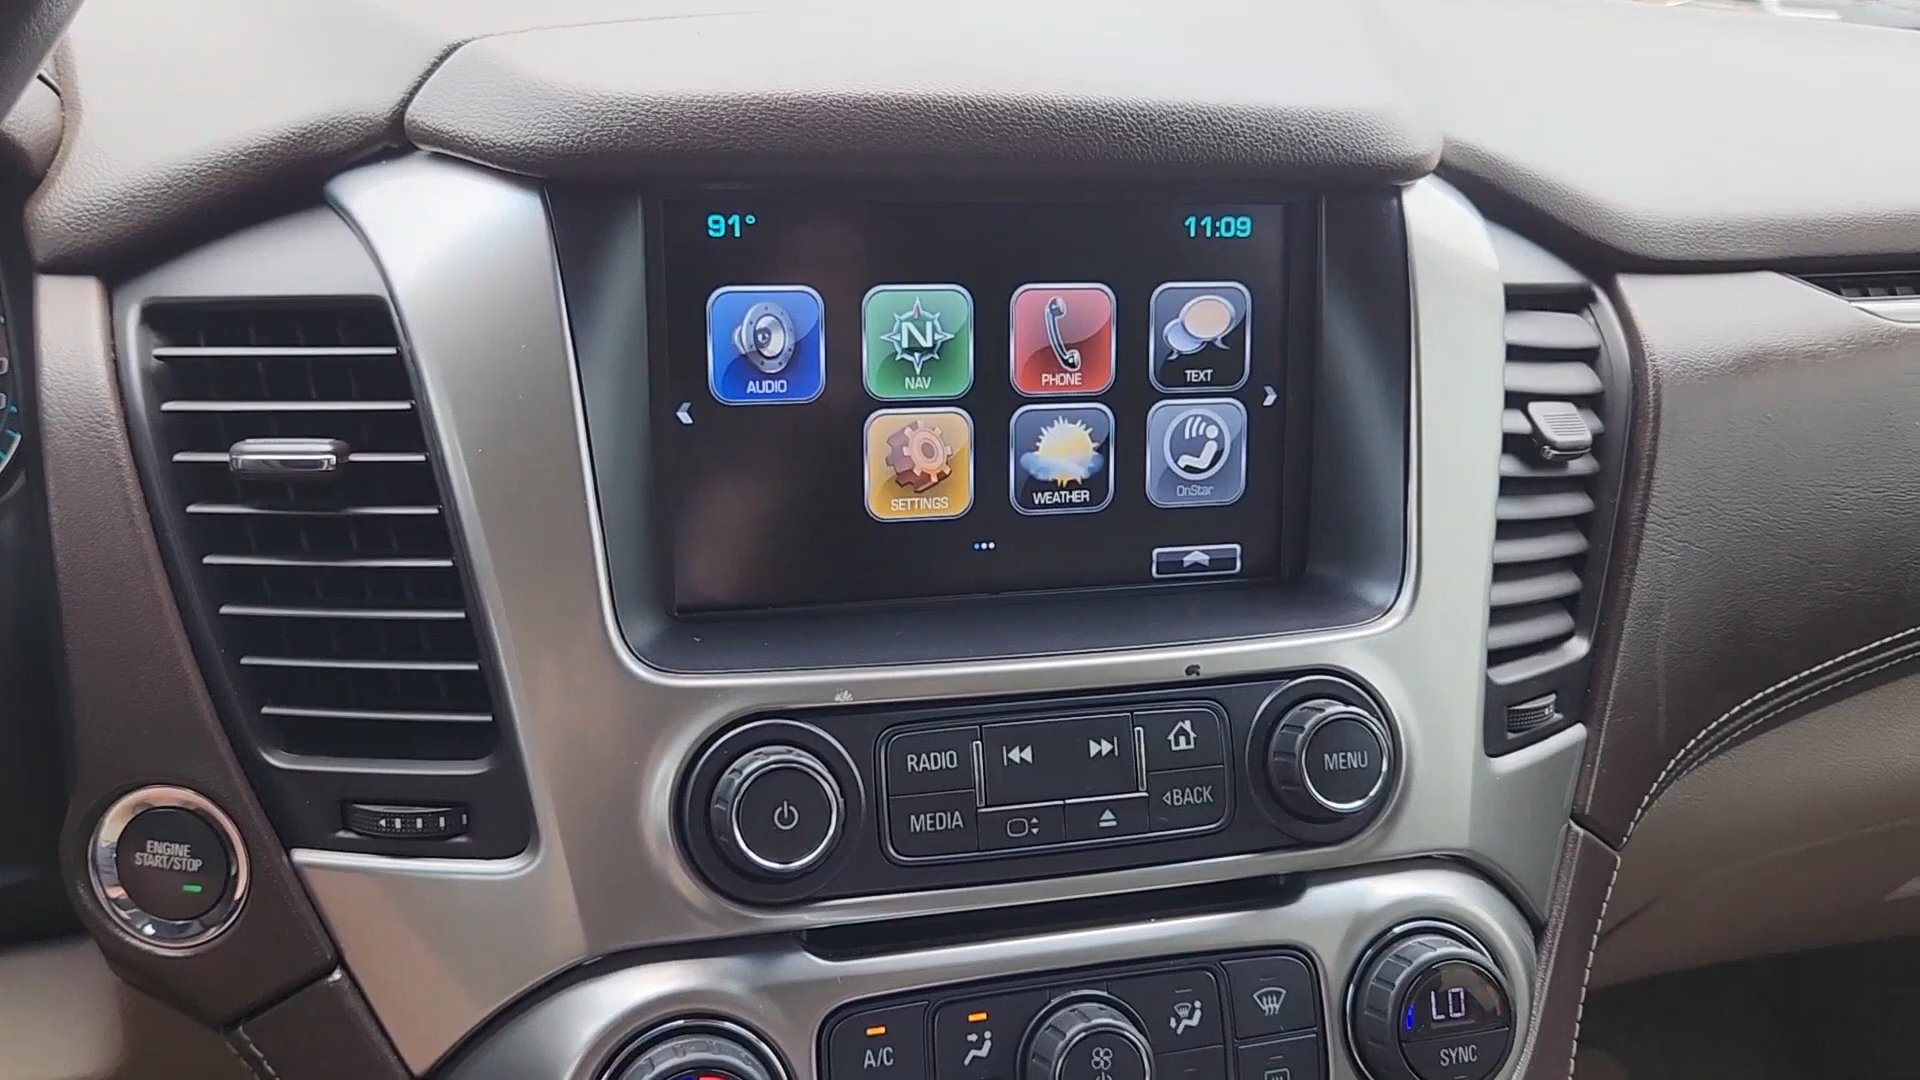 91°
11:09
AUDIO
N
NAV
PHONE
TEXT
SETTINGS
WEATHER
OnStar
RADIO
MEDIA
BACK
MENU
ENGINE
START/STOP
A/C
LO
SYNC